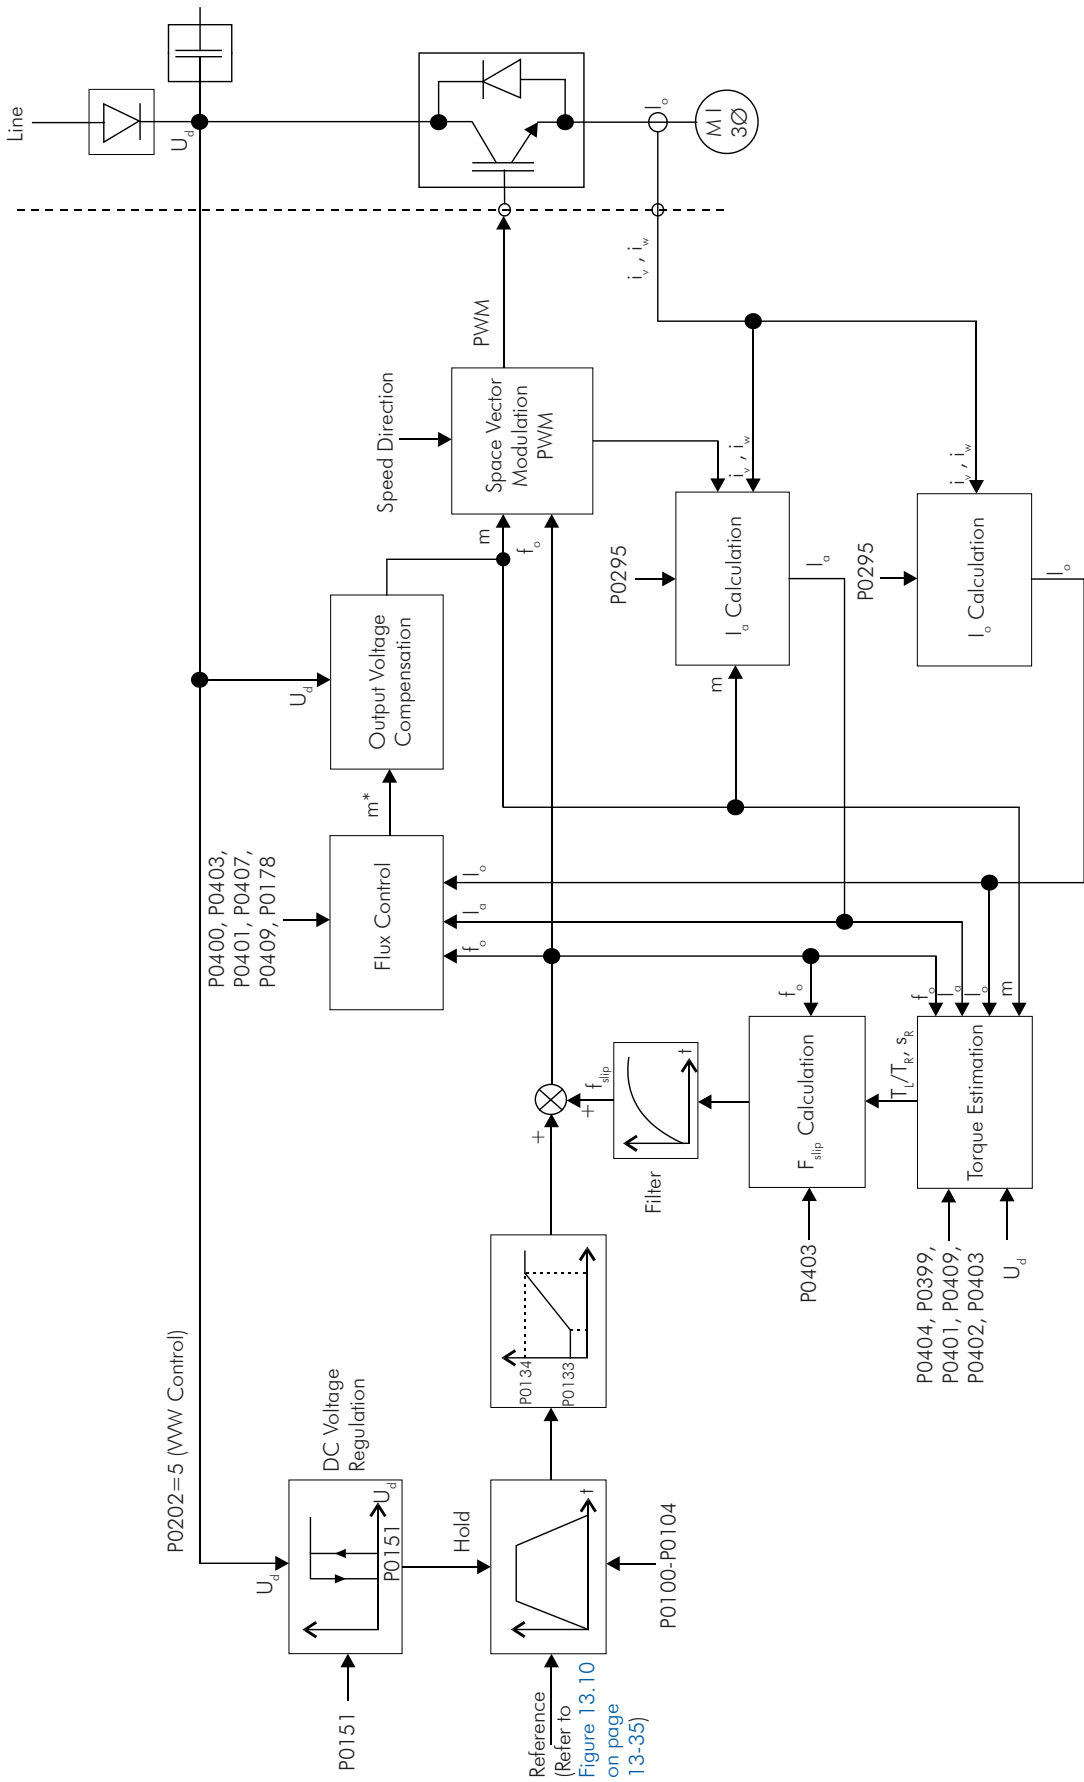 P0202=5 (VVW Control)
Line
U_d
U_d
U_d
DC Voltage
Regulation
U_d
P0151
P0151
Hold
t
P0100-P0104
Reference
(Refer to
Figure 13.10
on page
13-35)
P0134
P0133
+
+
f_slip
t
Filter
F_slip Calculation
f_o
P0403
T_L/T_R, s_R
Torque Estimation
f_o
I_a
I_o
m
P0404, P0399,
P0401, P0409,
P0402, P0403
U_d
P0400, P0403,
P0401, P0407,
P0409, P0178
Flux Control
f_o
I_a
I_o
m*
Output Voltage
Compensation
m
f_o
Speed Direction
Space Vector
Modulation
PWM
PWM
I_o
MI
3Ø
i_v , i_w
i_v , i_w
P0295
I_a Calculation
I_a
m
i_v , i_w
P0295
I_o Calculation
I_o